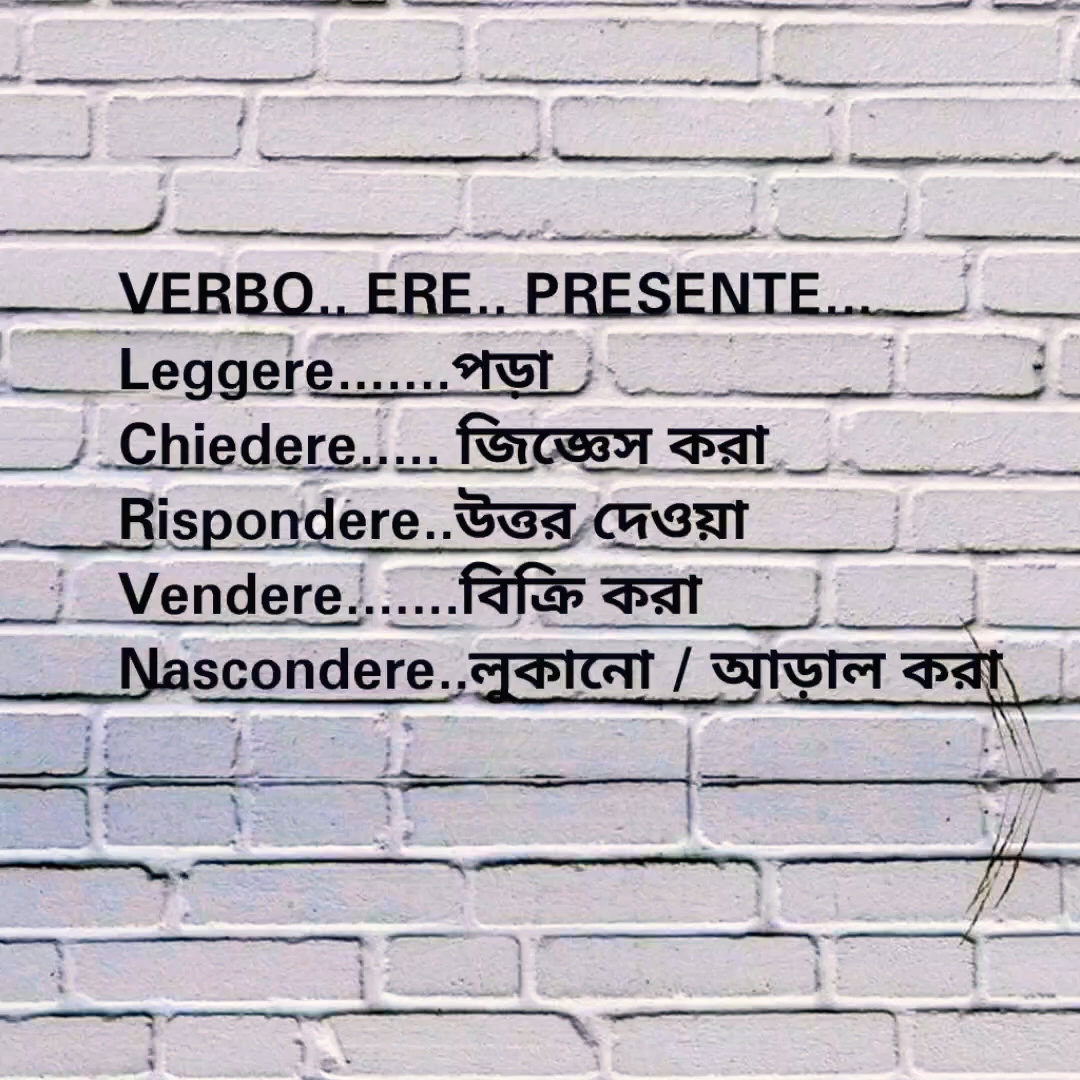 VERBO.. ERE.. PRESENTE...
Leggere.......পড়া
Chiedere..... জিজ্ঞেস করা
Rispondere..উত্তর দেওয়া
Vendere.......বিক্রি করা
Nascondere..লুকানো / আড়াল করা